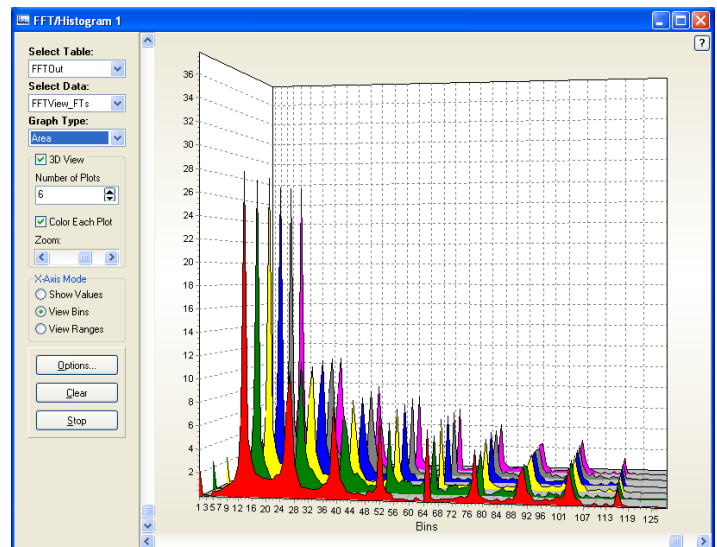 FFT/Histogram 1
Select Table:
FFTOut
Select Data:
FFTView_FTs
Graph Type:
Area
3D View
Number of Plots
6
Color Each Plot
Zoom:
X-Axis Mode
Show Values
View Bins
View Ranges
Options...
Clear
Stop
?
36
34
32
30
28
26
24
22
20
18
16
14
12
10
8
6
4
2
1 3 5 7 9 12 16 20 24 28 32 36 40 44 48 52 56 60 64 68 72 76 80 84 88 92 96 101 107 113 119 125
Bins